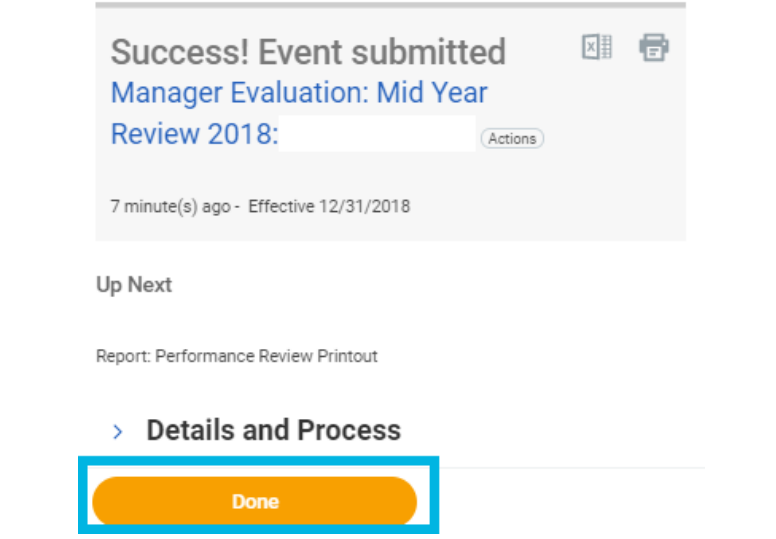 Success! Event submitted
Manager Evaluation: Mid Year
Review 2018:
Actions
7 minute(s) ago - Effective 12/31/2018
Up Next
Report: Performance Review Printout
Details and Process
Done